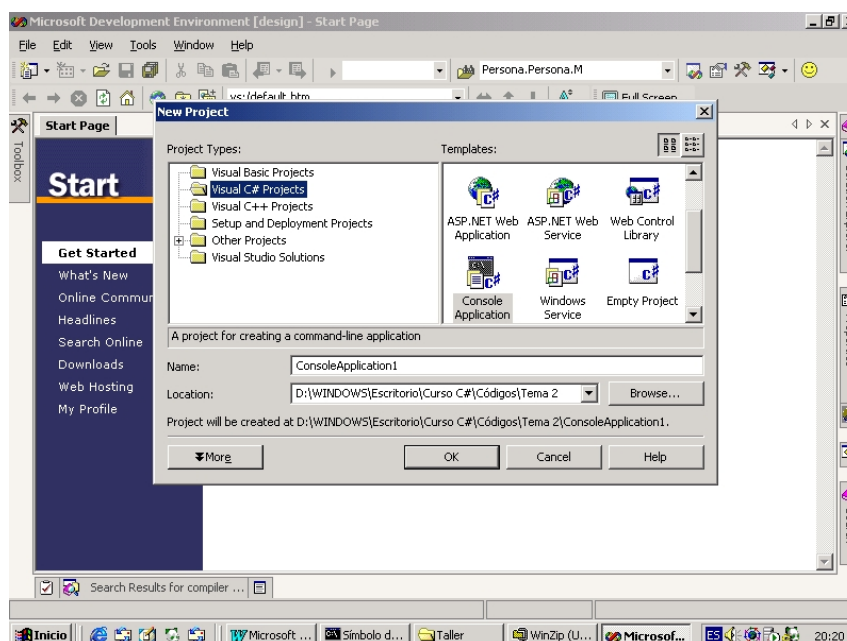 Microsoft Development Environment [design] - Start Page
File Edit View Tools Window Help
Persona.Persona.M
vs:/default.htm Full Screen
Toolbox
Start Page
Start
Get Started
What's New
Online Commun
Headlines
Search Online
Downloads
Web Hosting
My Profile
New Project
Project Types: Templates:
Visual Basic Projects
Visual C# Projects
Visual C++ Projects
Setup and Deployment Projects
Other Projects
Visual Studio Solutions
ASP.NET Web Application
ASP.NET Web Service
Web Control Library
Console Application
Windows Service
Empty Project
A project for creating a command-line application
Name: ConsoleApplication1
Location: D:\WINDOWS\Escritorio\Curso C#\Códigos\Tema 2 Browse...
Project will be created at D:\WINDOWS\Escritorio\Curso C#\Códigos\Tema 2\ConsoleApplication1.
More OK Cancel Help
Search Results for compiler ...
Inicio Microsoft ... Símbolo d... Taller WinZip (U... Microsof... ES 20:20